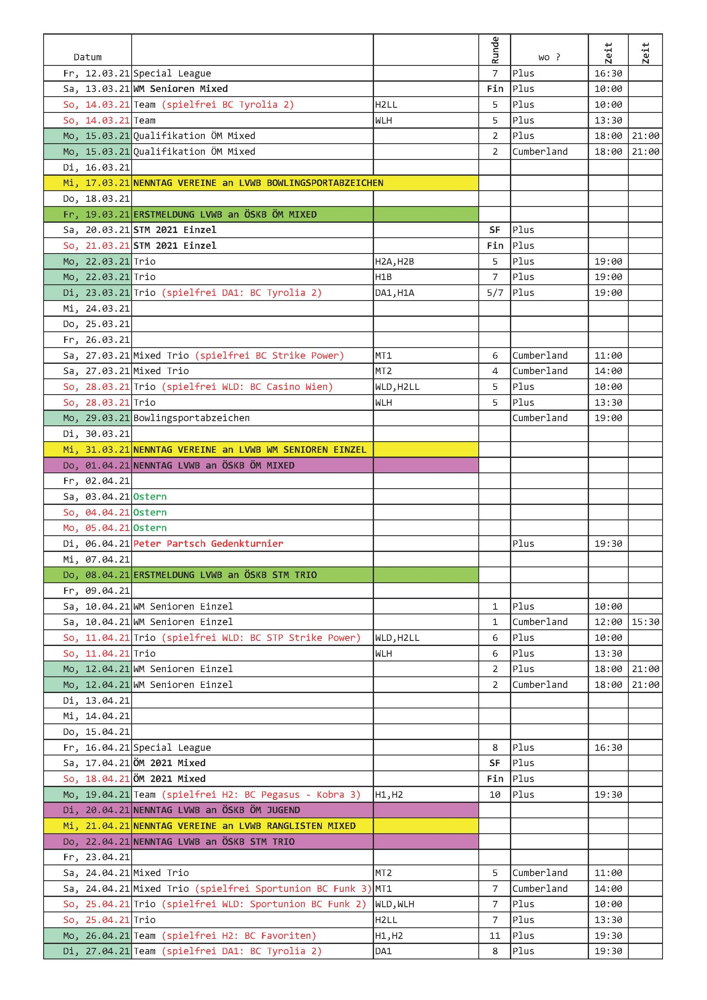 Datum Runde wo ? Zeit Zeit
Fr, 12.03.21 Special League 7 Plus 16:30
Sa, 13.03.21 WM Senioren Mixed Fin Plus 10:00
So, 14.03.21 Team (spielfrei BC Tyrolia 2) H2LL 5 Plus 10:00
So, 14.03.21 Team WLH 5 Plus 13:30
Mo, 15.03.21 Qualifikation ÖM Mixed 2 Plus 18:00 21:00
Mo, 15.03.21 Qualifikation ÖM Mixed 2 Cumberland 18:00 21:00
Di, 16.03.21
Mi, 17.03.21 NENNTAG VEREINE an LVWB BOWLINGSPORTABZEICHEN
Do, 18.03.21
Fr, 19.03.21 ERSTMELDUNG LVWB an ÖSKB ÖM MIXED
Sa, 20.03.21 STM 2021 Einzel SF Plus
So, 21.03.21 STM 2021 Einzel Fin Plus
Mo, 22.03.21 Trio H2A,H2B 5 Plus 19:00
Mo, 22.03.21 Trio H1B 7 Plus 19:00
Di, 23.03.21 Trio (spielfrei DA1: BC Tyrolia 2) DA1,H1A 5/7 Plus 19:00
Mi, 24.03.21
Do, 25.03.21
Fr, 26.03.21
Sa, 27.03.21 Mixed Trio (spielfrei BC Strike Power) MT1 6 Cumberland 11:00
Sa, 27.03.21 Mixed Trio MT2 4 Cumberland 14:00
So, 28.03.21 Trio (spielfrei WLD: BC Casino Wien) WLD,H2LL 5 Plus 10:00
So, 28.03.21 Trio WLH 5 Plus 13:30
Mo, 29.03.21 Bowlingsportabzeichen Cumberland 19:00
Di, 30.03.21
Mi, 31.03.21 NENNTAG VEREINE an LVWB WM SENIOREN EINZEL
Do, 01.04.21 NENNTAG LVWB an ÖSKB ÖM MIXED
Fr, 02.04.21
Sa, 03.04.21 Ostern
So, 04.04.21 Ostern
Mo, 05.04.21 Ostern
Di, 06.04.21 Peter Partsch Gedenkturnier Plus 19:30
Mi, 07.04.21
Do, 08.04.21 ERSTMELDUNG LVWB an ÖSKB STM TRIO
Fr, 09.04.21
Sa, 10.04.21 WM Senioren Einzel 1 Plus 10:00
Sa, 10.04.21 WM Senioren Einzel 1 Cumberland 12:00 15:30
So, 11.04.21 Trio (spielfrei WLD: BC STP Strike Power) WLD,H2LL 6 Plus 10:00
So, 11.04.21 Trio WLH 6 Plus 13:30
Mo, 12.04.21 WM Senioren Einzel 2 Plus 18:00 21:00
Mo, 12.04.21 WM Senioren Einzel 2 Cumberland 18:00 21:00
Di, 13.04.21
Mi, 14.04.21
Do, 15.04.21
Fr, 16.04.21 Special League 8 Plus 16:30
Sa, 17.04.21 ÖM 2021 Mixed SF Plus
So, 18.04.21 ÖM 2021 Mixed Fin Plus
Mo, 19.04.21 Team (spielfrei H2: BC Pegasus - Kobra 3) H1,H2 10 Plus 19:30
Di, 20.04.21 NENNTAG LVWB an ÖSKB ÖM JUGEND
Mi, 21.04.21 NENNTAG VEREINE an LVWB RANGLISTEN MIXED
Do, 22.04.21 NENNTAG LVWB an ÖSKB STM TRIO
Fr, 23.04.21
Sa, 24.04.21 Mixed Trio MT2 5 Cumberland 11:00
Sa, 24.04.21 Mixed Trio (spielfrei Sportunion BC Funk 3) MT1 7 Cumberland 14:00
So, 25.04.21 Trio (spielfrei WLD: Sportunion BC Funk 2) WLD,WLH 7 Plus 10:00
So, 25.04.21 Trio H2LL 7 Plus 13:30
Mo, 26.04.21 Team (spielfrei H2: BC Favoriten) H1,H2 11 Plus 19:30
Di, 27.04.21 Team (spielfrei DA1: BC Tyrolia 2) DA1 8 Plus 19:30